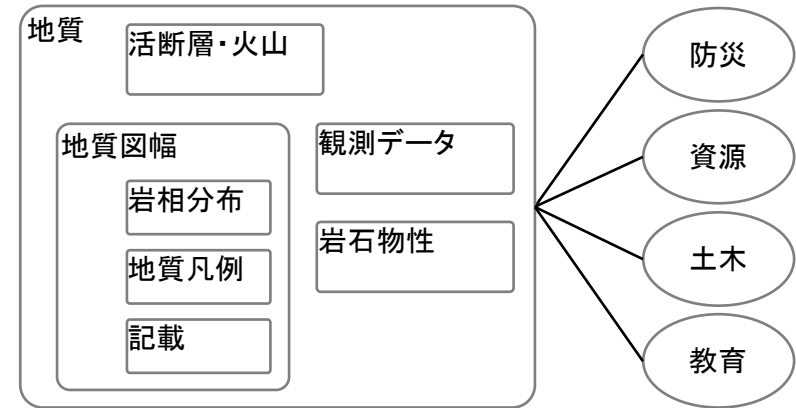 地質
活断層・火山
地質図幅
岩相分布
地質凡例
記載
観測データ
岩石物性
防災
資源
土木
教育